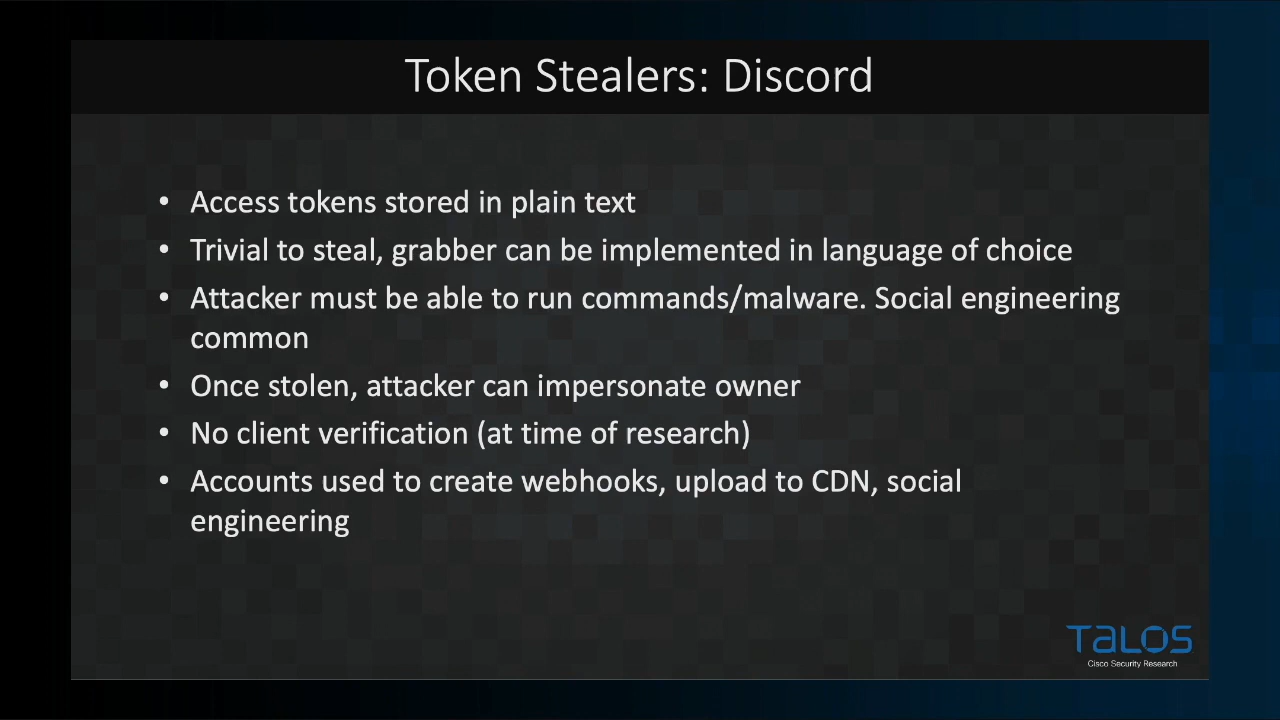 Token Stealers: Discord
• Access tokens stored in plain text
• Trivial to steal, grabber can be implemented in language of choice
• Attacker must be able to run commands/malware. Social engineering
common
• Once stolen, attacker can impersonate owner
• No client verification (at time of research)
• Accounts used to create webhooks, upload to CDN, social
engineering
TALOS
Cisco Security Research